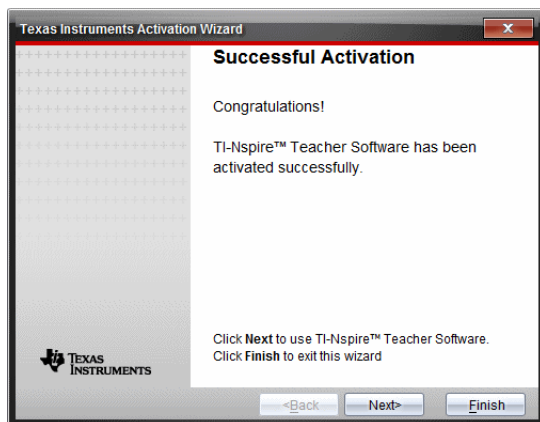 Texas Instruments Activation Wizard
Successful Activation
Congratulations!
TI-Nspire™ Teacher Software has been
activated successfully.
Click Next to use TI-Nspire™ Teacher Software.
Click Finish to exit this wizard
TEXAS
INSTRUMENTS
<Back Next> Finish